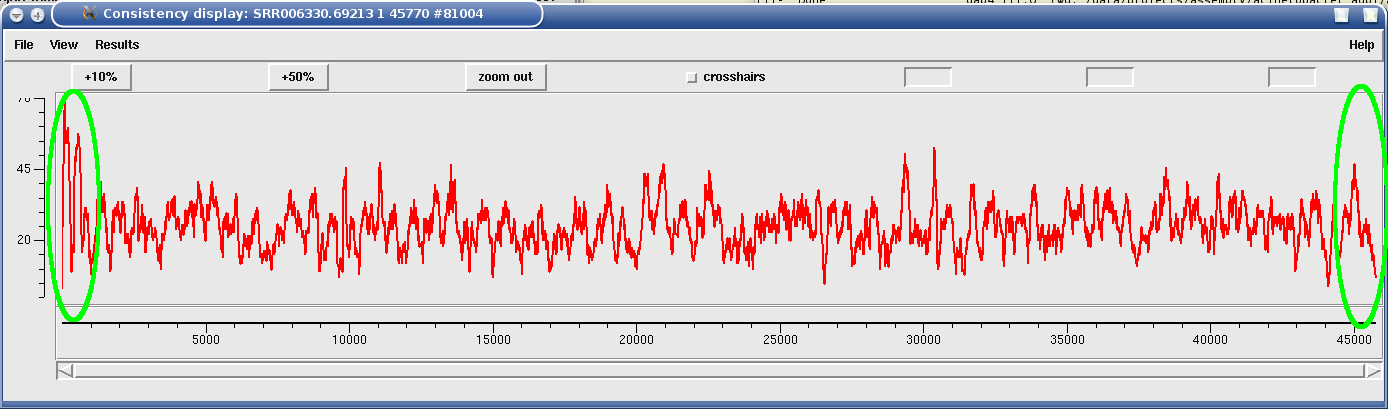 Consistency display: SRR006330.69213 1 45770 #81004
File View Results Help
+10% +50% zoom out crosshairs
70
45
20
5000 10000 15000 20000 25000 30000 35000 40000 45000